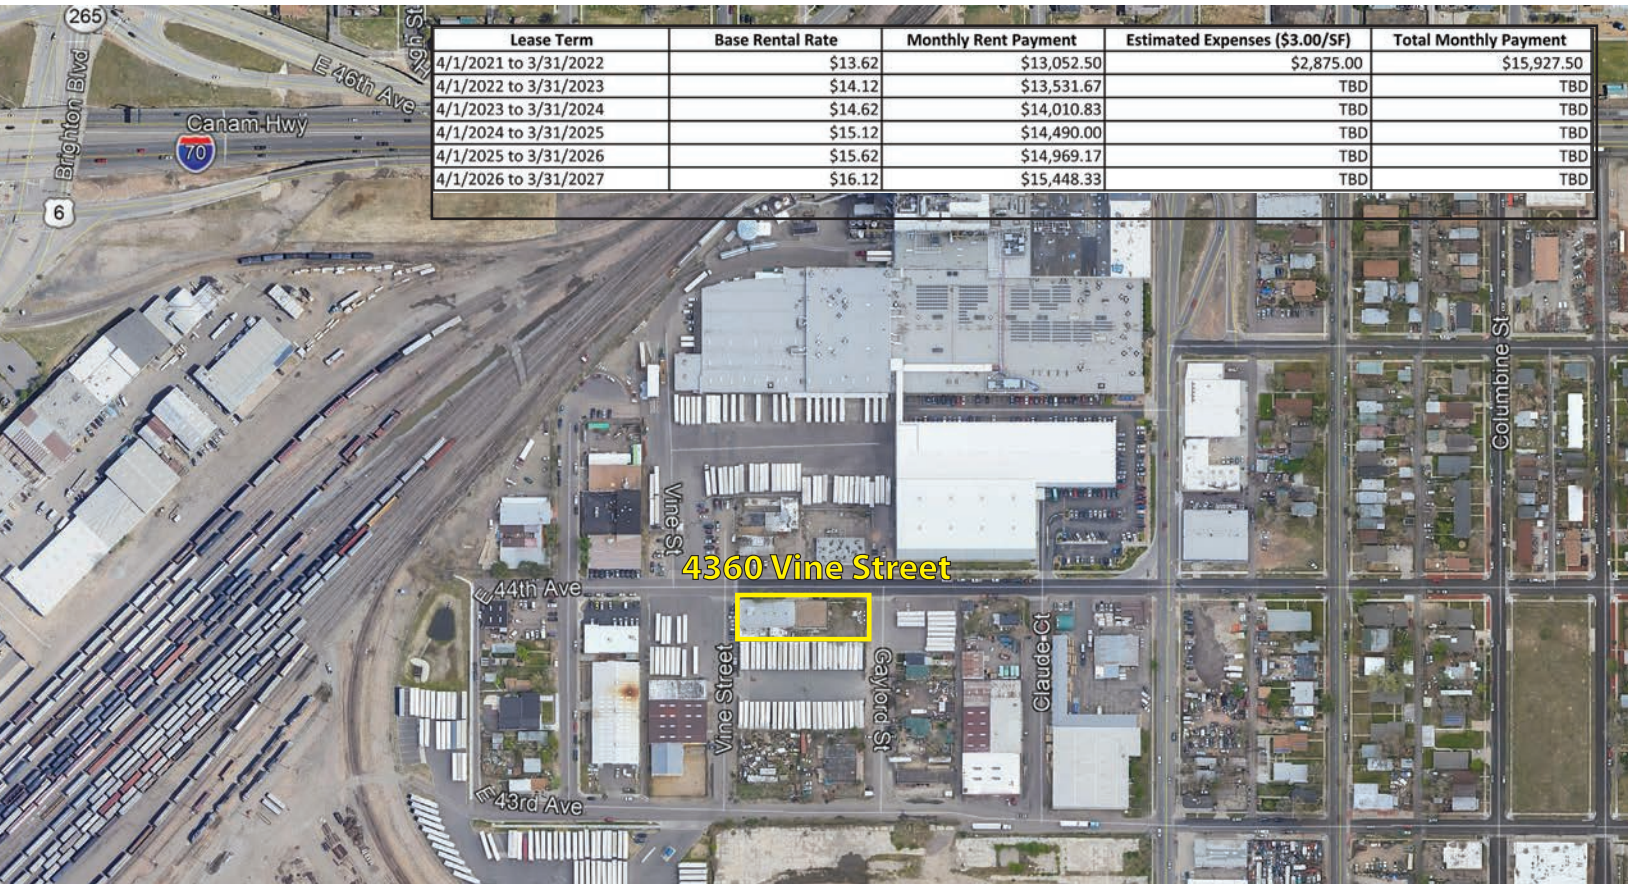 265
High St
Brighton Blvd
E 46th Ave
Canam Hwy
70
6
Lease Term Base Rental Rate Monthly Rent Payment Estimated Expenses ($3.00/SF) Total Monthly Payment
4/1/2021 to 3/31/2022 $13.62 $13,052.50 $2,875.00 $15,927.50
4/1/2022 to 3/31/2023 $14.12 $13,531.67 TBD TBD
4/1/2023 to 3/31/2024 $14.62 $14,010.83 TBD TBD
4/1/2024 to 3/31/2025 $15.12 $14,490.00 TBD TBD
4/1/2025 to 3/31/2026 $15.62 $14,969.17 TBD TBD
4/1/2026 to 3/31/2027 $16.12 $15,448.33 TBD TBD
Columbine St
Vine St
4360 Vine Street
E 44th Ave
Vine Street
Gaylord St
Claude Ct
E 43rd Ave